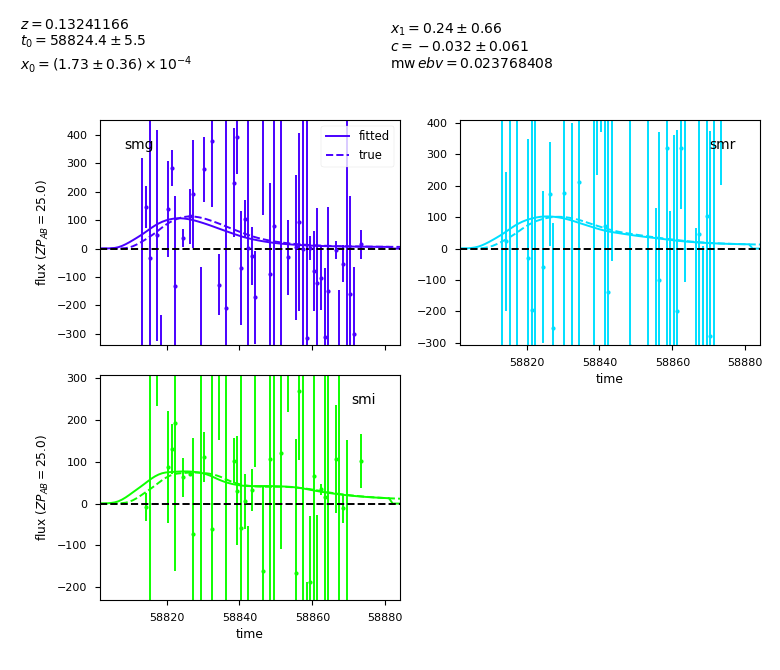 z = 0.13241166
t₀ = 58824.4 ± 5.5
x₀ = (1.73 ± 0.36) × 10⁻⁴
x₁ = 0.24 ± 0.66
c = −0.032 ± 0.061
mw ebv = 0.023768408
smg
fitted
true
400
300
200
100
0
−100
−200
−300
flux (ZP_AB = 25.0)
smr
400
300
200
100
0
−100
−200
−300
58820 58840 58860 58880
time
smi
300
200
100
0
−100
−200
flux (ZP_AB = 25.0)
58820 58840 58860 58880
time